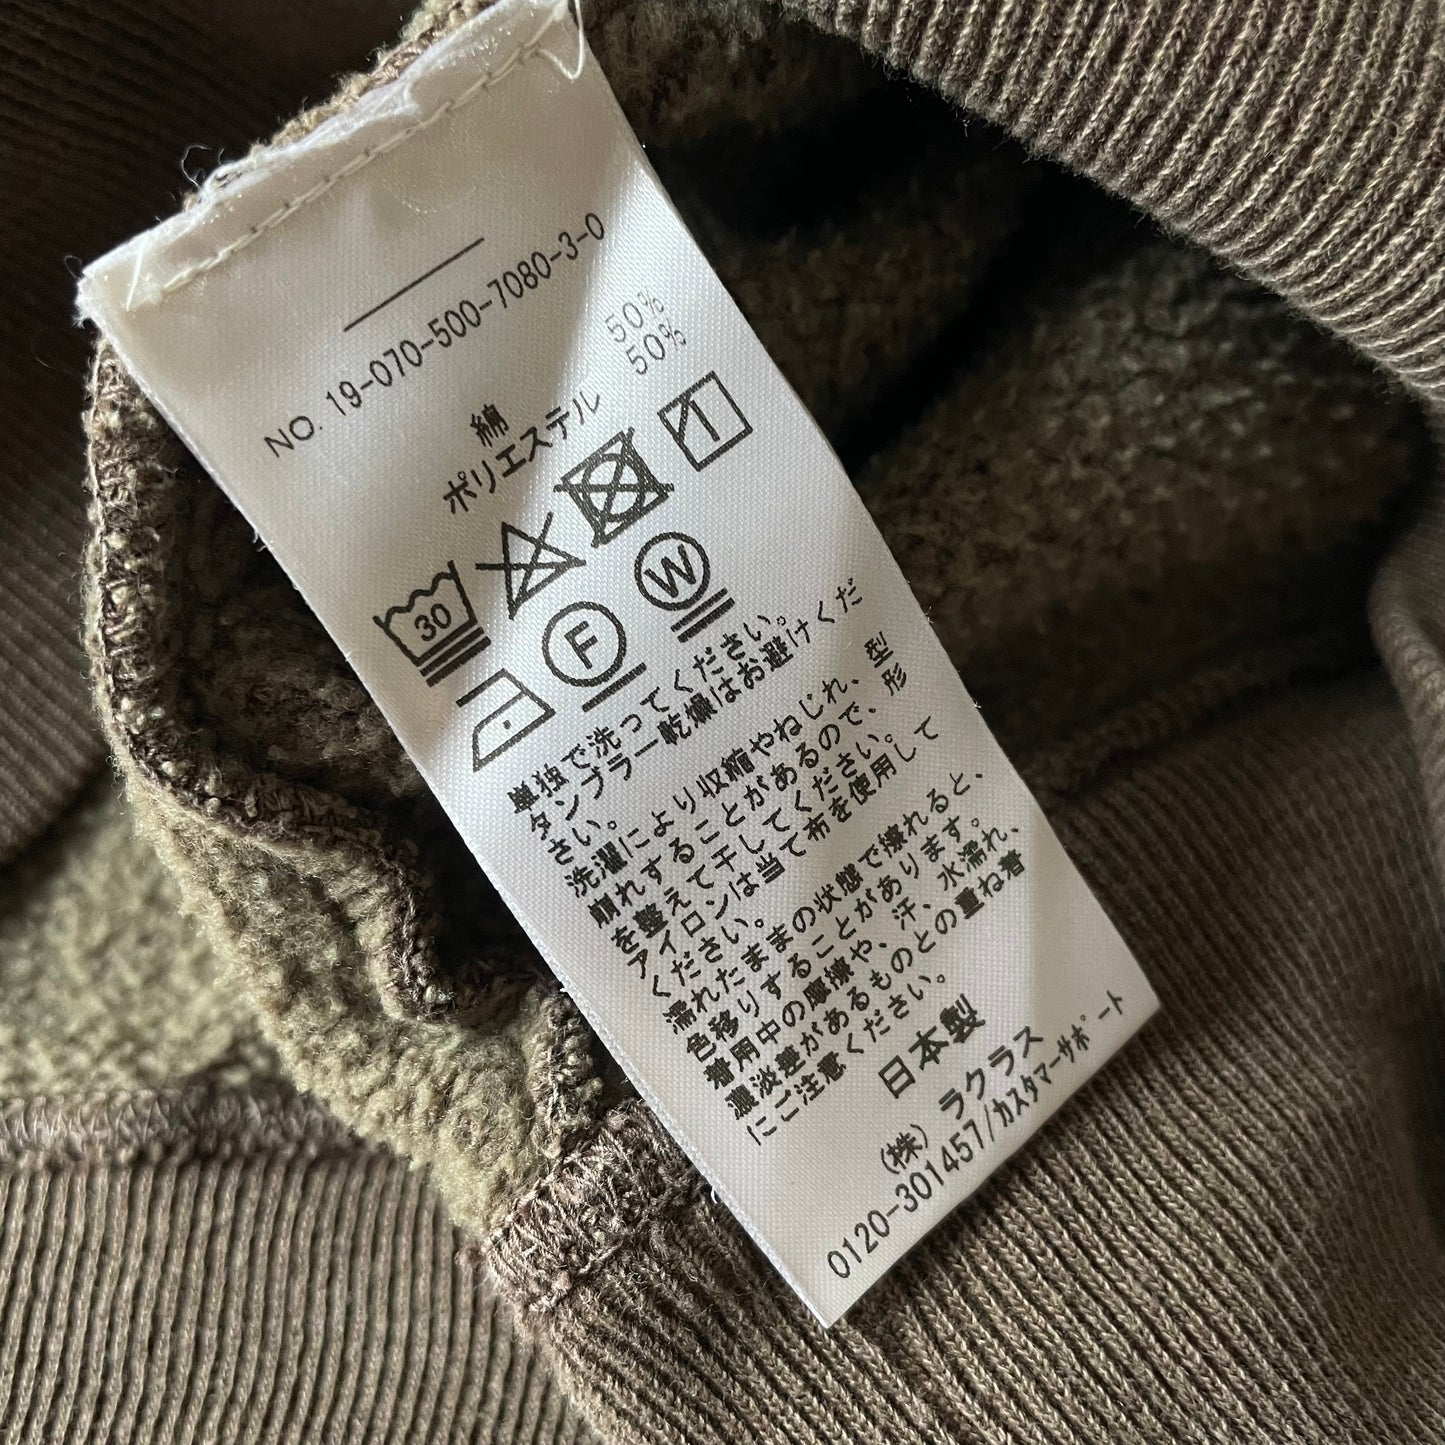 NO. 19-070-500-7080-3-0
綿 50%
ポリエステル 50%
30
F
W
単独で洗ってください。
タンブラー乾燥はお避けくだ
さい。
洗濯により収縮やねじれ、型
崩れすることがあるので、形
を整えて干してください。
アイロンは当て布を使用して
ください。
濡れたままの状態で擦れると、
色移りすることがあります。
着用中の摩擦や、汗、水濡れ、
濃淡差があるものとの重ね着
にご注意ください。
日本製
(株) ラクラス
0120-301457/カスタマーサポート